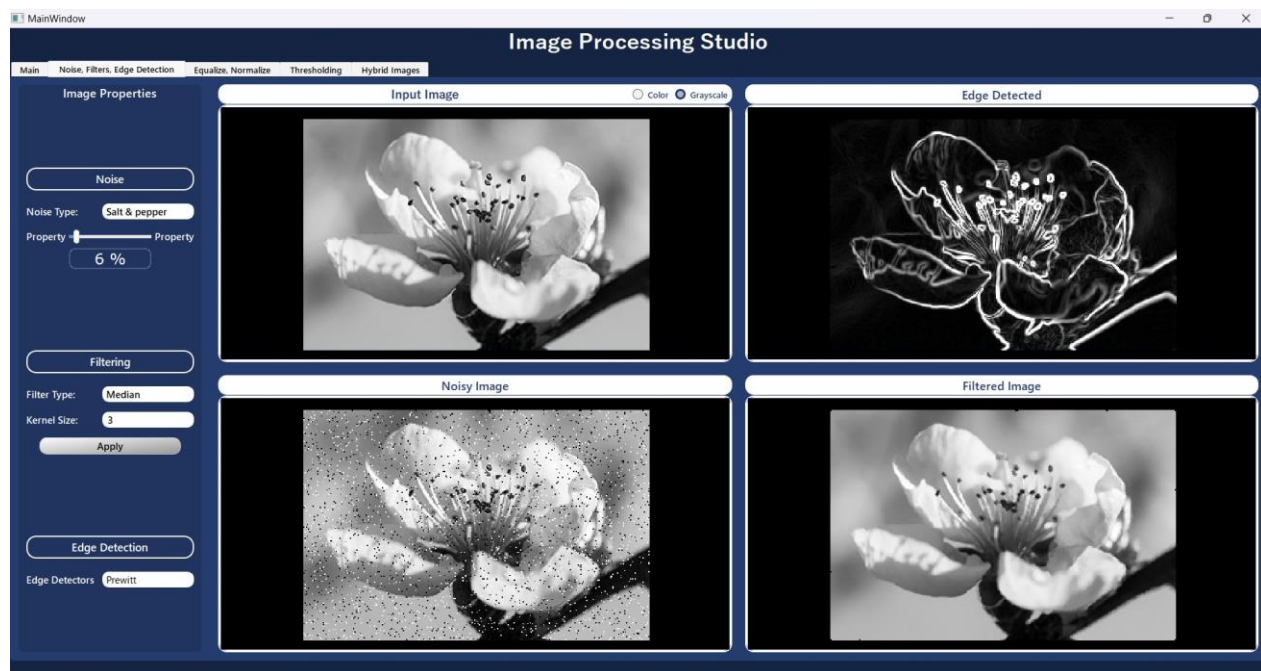 MainWindow
Image Processing Studio
Main Noise, Filters, Edge Detection Equalize, Normalize Thresholding Hybrid Images
Image Properties
Noise
Noise Type: Salt & pepper
Property Property
6 %
Filtering
Filter Type: Median
Kernel Size: 3
Apply
Edge Detection
Edge Detectors Prewitt
Input Image Color Grayscale
Edge Detected
Noisy Image
Filtered Image